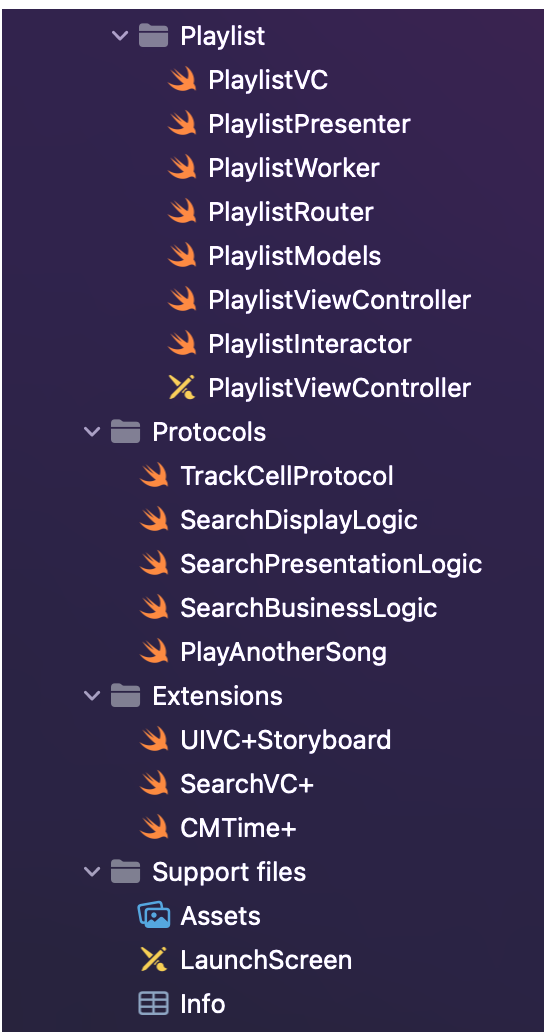 Playlist
PlaylistVC
PlaylistPresenter
PlaylistWorker
PlaylistRouter
PlaylistModels
PlaylistViewController
PlaylistInteractor
PlaylistViewController
Protocols
TrackCellProtocol
SearchDisplayLogic
SearchPresentationLogic
SearchBusinessLogic
PlayAnotherSong
Extensions
UIVC+Storyboard
SearchVC+
CMTime+
Support files
Assets
LaunchScreen
Info